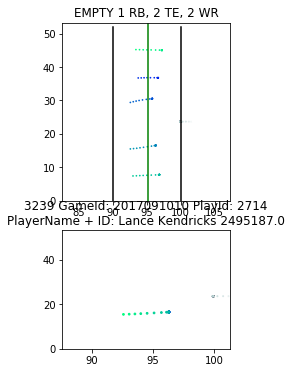 EMPTY 1 RB, 2 TE, 2 WR
50
40
30
20
10
0
85 90 95 100 105
3239 GameId: 2017091010 PlayId: 2714
PlayerName + ID: Lance Kendricks 2495187.0
40
20
0
90 95 100